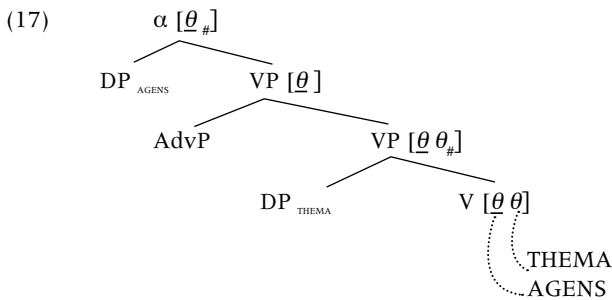 (17) α [θ #]
DP AGENS VP [θ ]
AdvP VP [θ θ#]
DP THEMA V [θ θ]
THEMA
AGENS